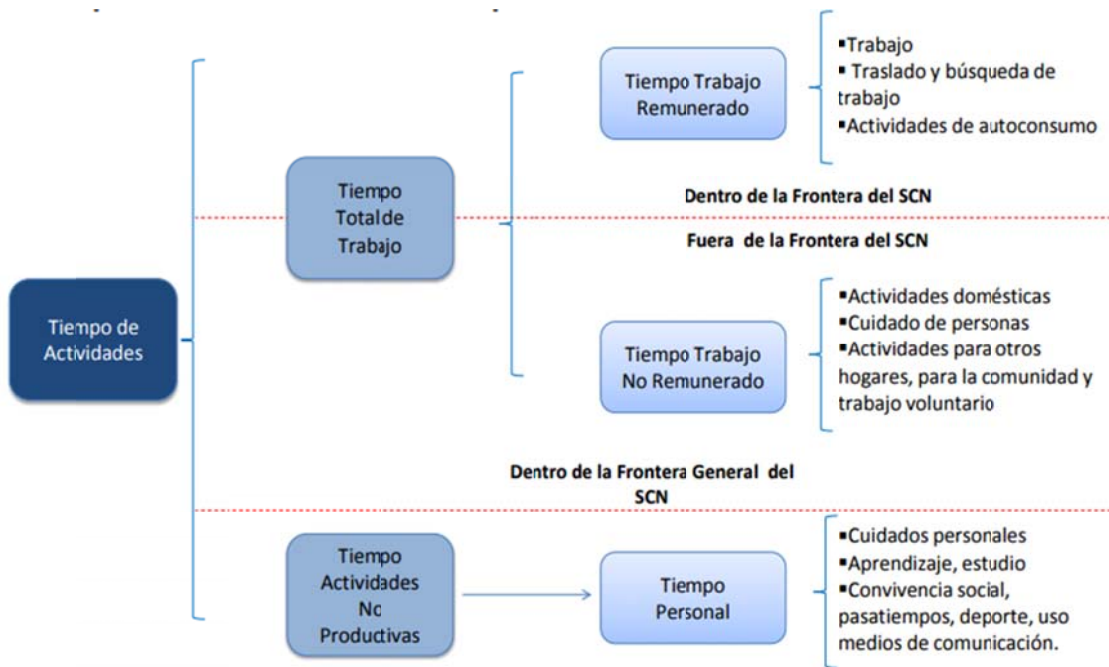 ▪Trabajo
▪ Traslado y búsqueda de
trabajo
▪Actividades de autoconsumo
Tiempo Trabajo
Remunerado
Dentro de la Frontera del SCN
Tiempo
Total de
Trabajo
Fuera de la Frontera del SCN
Tiempo de
Actividades
Tiempo Trabajo
No Remunerado
▪Actividades domésticas
▪Cuidado de personas
▪Actividades para otros
hogares, para la comunidad y
trabajo voluntario
Dentro de la Frontera General del
SCN
Tiempo
Actividades
No
Productivas
Tiempo
Personal
▪Cuidados personales
▪Aprendizaje, estudio
▪Convivencia social,
pasatiempos, deporte, uso
medios de comunicación.